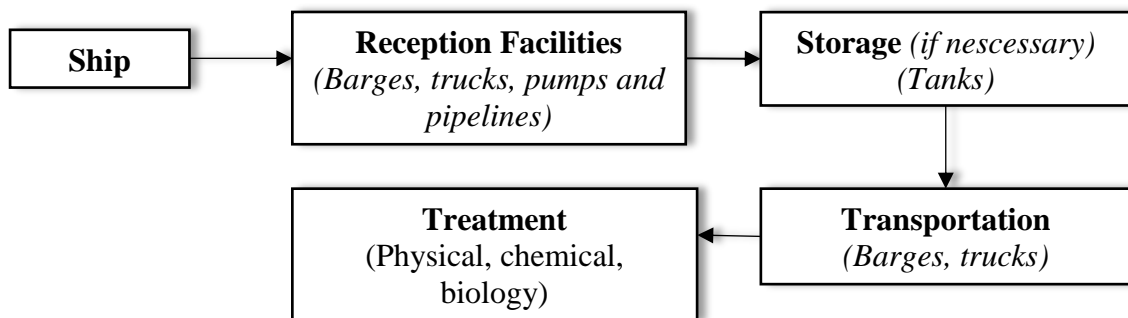 Ship
Reception Facilities
(Barges, trucks, pumps and
pipelines)
Storage (if nescessary)
(Tanks)
Transportation
(Barges, trucks)
Treatment
(Physical, chemical,
biology)